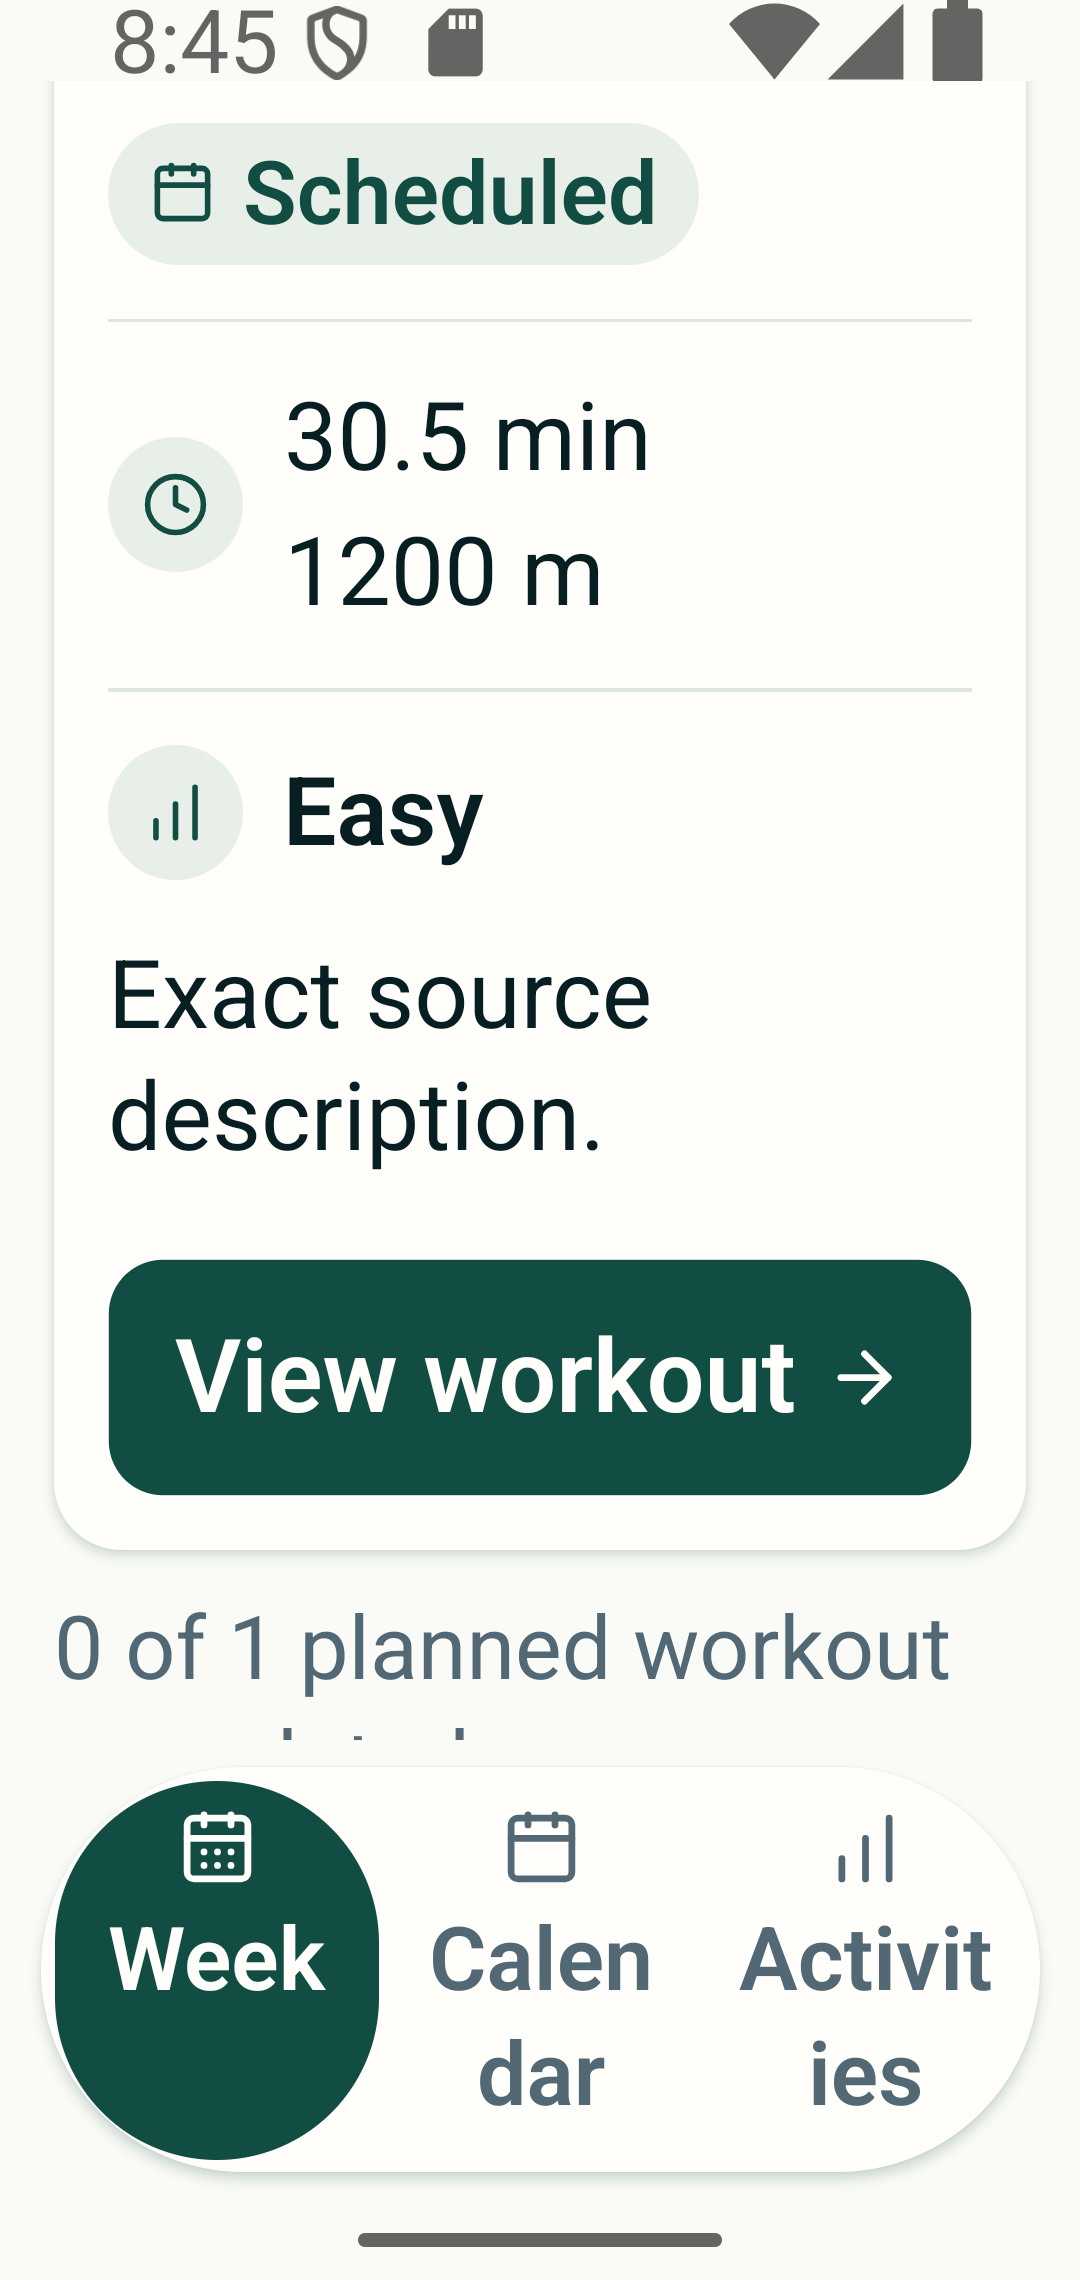 8:45
Scheduled
30.5 min
1200 m
Easy
Exact source
description.
View workout
0 of 1 planned workout
Week
Calen
dar
Activit
ies